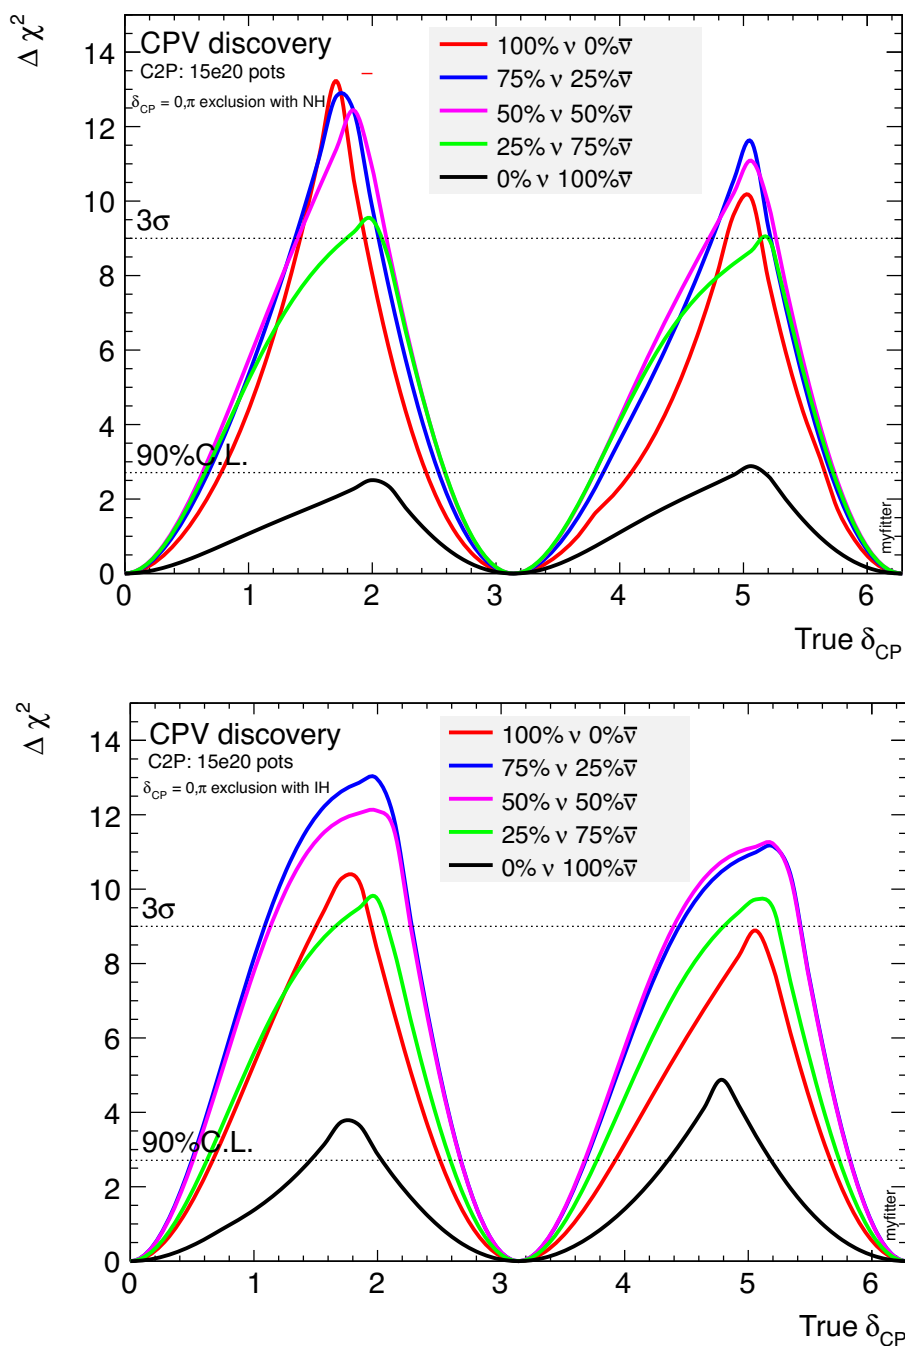 Δ χ²
14
12
10
8
6
4
2
0
CPV discovery
C2P: 15e20 pots
δCP = 0,π exclusion with NH
100% ν 0%ν̅
75% ν 25%ν̅
50% ν 50%ν̅
25% ν 75%ν̅
0% ν 100%ν̅
3σ
90%C.L.
myfitter
0 1 2 3 4 5 6
True δCP
Δ χ²
14
12
10
8
6
4
2
0
CPV discovery
C2P: 15e20 pots
δCP = 0,π exclusion with IH
100% ν 0%ν̅
75% ν 25%ν̅
50% ν 50%ν̅
25% ν 75%ν̅
0% ν 100%ν̅
3σ
90%C.L.
myfitter
0 1 2 3 4 5 6
True δCP